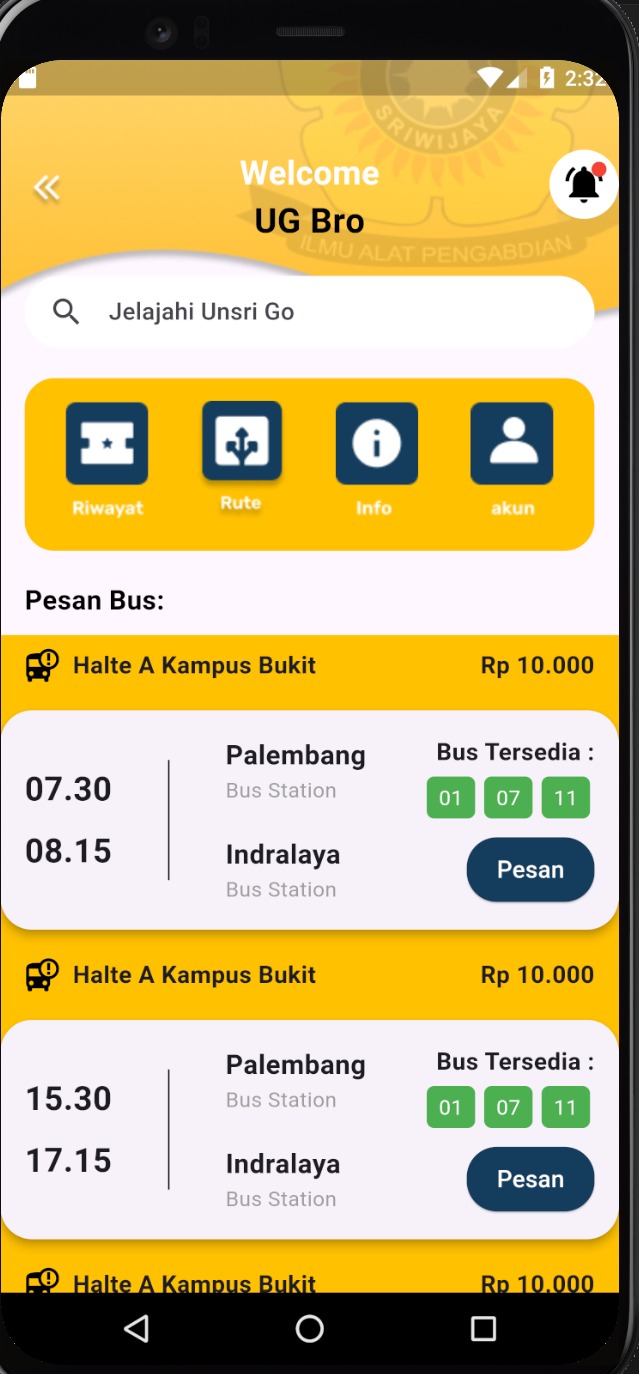 2:32
SRIWIJAYA
ILMU ALAT PENGABDIAN
Welcome
UG Bro
Jelajahi Unsri Go
Riwayat
Rute
Info
akun
Pesan Bus:
Halte A Kampus Bukit
Rp 10.000
07.30
08.15
Palembang
Bus Station
Indralaya
Bus Station
Bus Tersedia :
01 07 11
Pesan
Halte A Kampus Bukit
Rp 10.000
15.30
17.15
Palembang
Bus Station
Indralaya
Bus Station
Bus Tersedia :
01 07 11
Pesan
Halte A Kampus Bukit
Rp 10.000